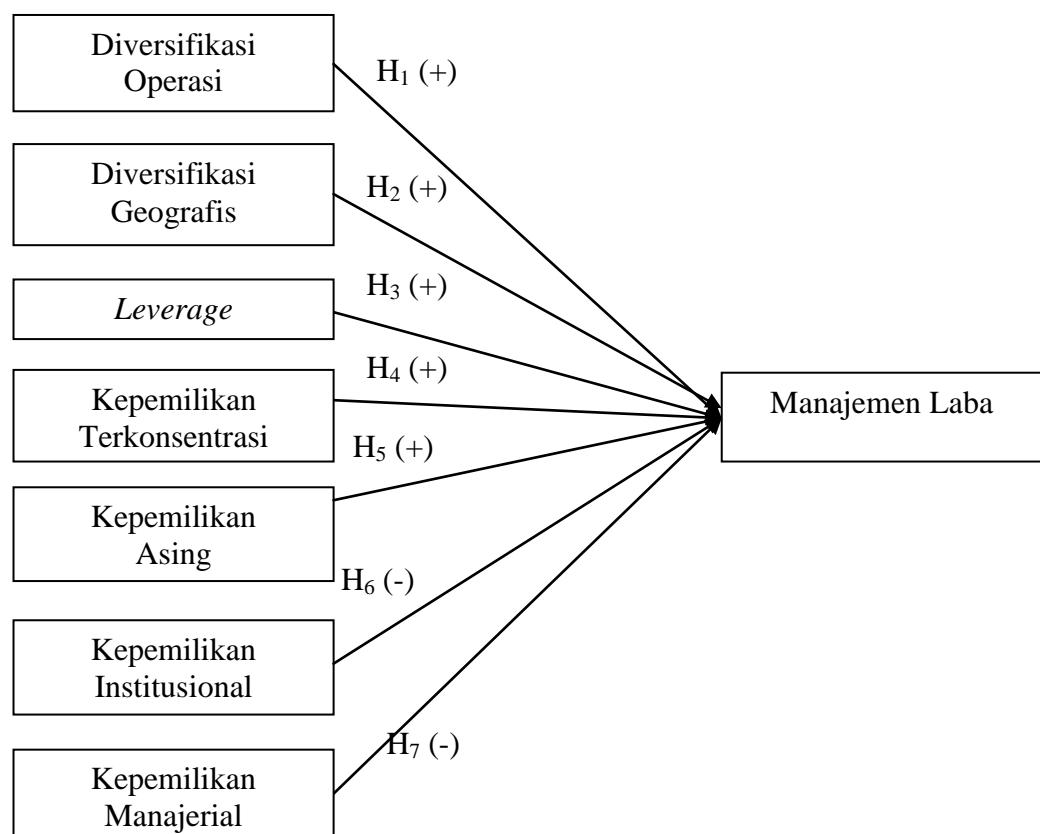 Diversifikasi
Operasi
H₁ (+)
Diversifikasi
Geografis
H₂ (+)
H₃ (+)
Leverage
H₄ (+)
Kepemilikan
Terkonsentrasi
Manajemen Laba
H₅ (+)
Kepemilikan
Asing
H₆ (-)
Kepemilikan
Institusional
H₇ (-)
Kepemilikan
Manajerial